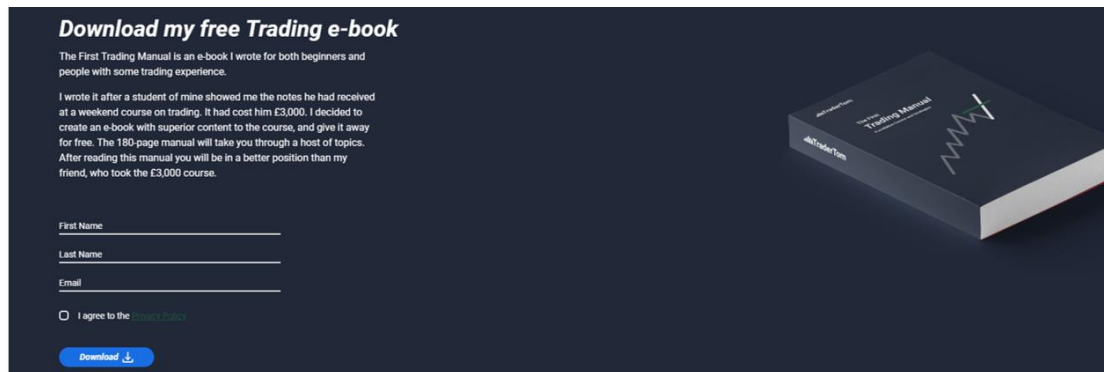 Download my free Trading e-book
The First Trading Manual is an e-book I wrote for both beginners and
people with some trading experience.
I wrote it after a student of mine showed me the notes he had received
at a weekend course on trading. It had cost him £3,000. I decided to
create an e-book with superior content to the course, and give it away
for free. The 180-page manual will take you through a host of topics.
After reading this manual you will be in a better position than my
friend, who took the £3,000 course.
First Name
Last Name
Email
I agree to the Privacy Policy
Download
TraderTom
The First
Trading Manual
TraderTom